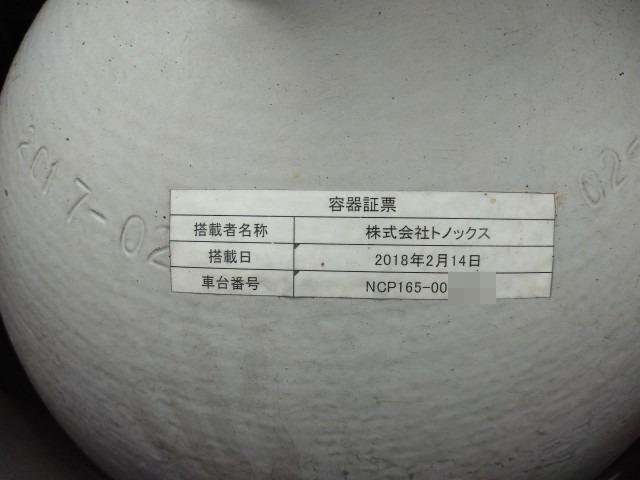 2017-02
02-
容器証票
搭載者名称 株式会社トノックス
搭載日 2018年2月14日
車台番号 NCP165-00